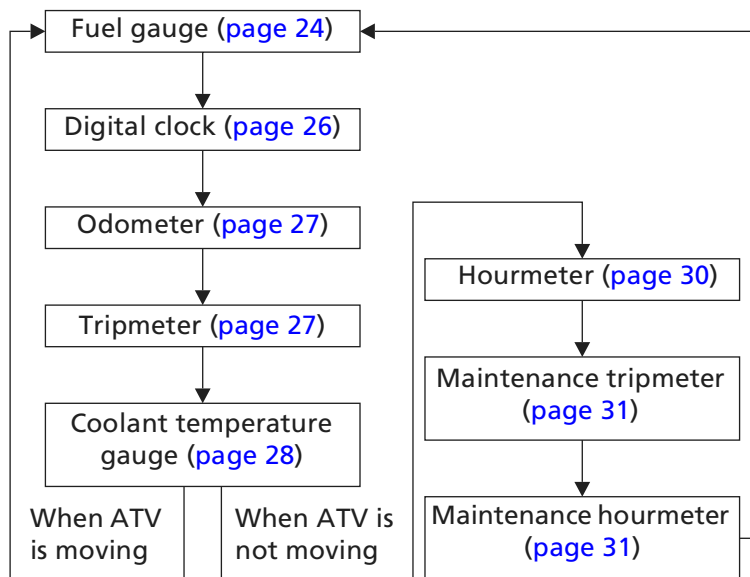 Fuel gauge (page 24)
Digital clock (page 26)
Odometer (page 27)
Tripmeter (page 27)
Coolant temperature
gauge (page 28)
When ATV
is moving
When ATV is
not moving
Hourmeter (page 30)
Maintenance tripmeter
(page 31)
Maintenance hourmeter
(page 31)